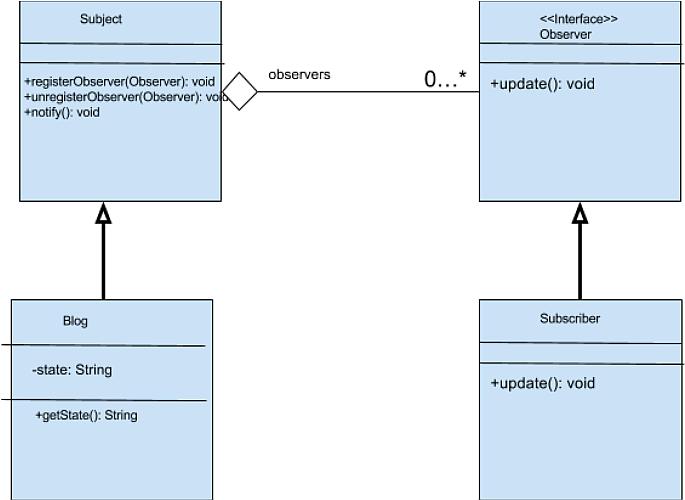 Subject
+registerObserver(Observer): void
+unregisterObserver(Observer): void
+notify(): void
observers
0...*
<<Interface>>
Observer
+update(): void
Blog
-state: String
+getState(): String
Subscriber
+update(): void